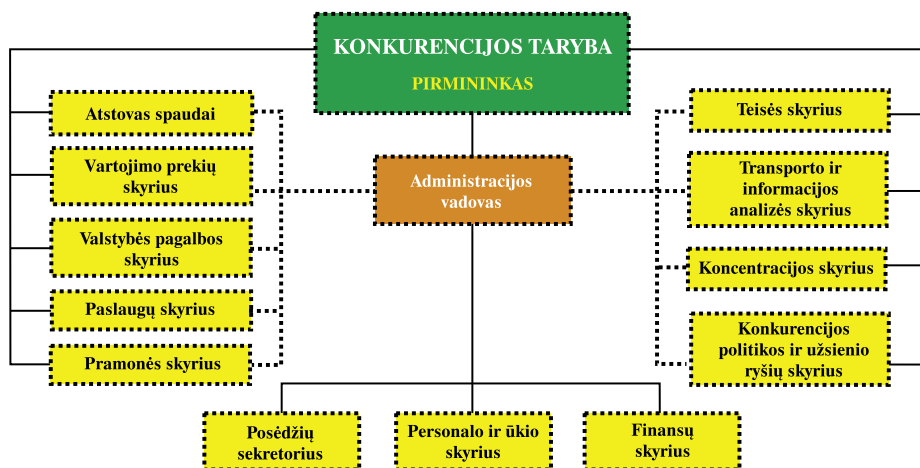 KONKURENCIJOS TARYBA
PIRMININKAS
Atstovas spaudai
Vartojimo prekių
skyrius
Valstybės pagalbos
skyrius
Paslaugų skyrius
Pramonės skyrius
Administracijos
vadovas
Teisės skyrius
Transporto ir
informacijos
analizės skyrius
Koncentracijos skyrius
Konkurencijos
politikos ir užsienio
ryšių skyrius
Posėdžių
sekretorius
Personalo ir ūkio
skyrius
Finansų
skyrius